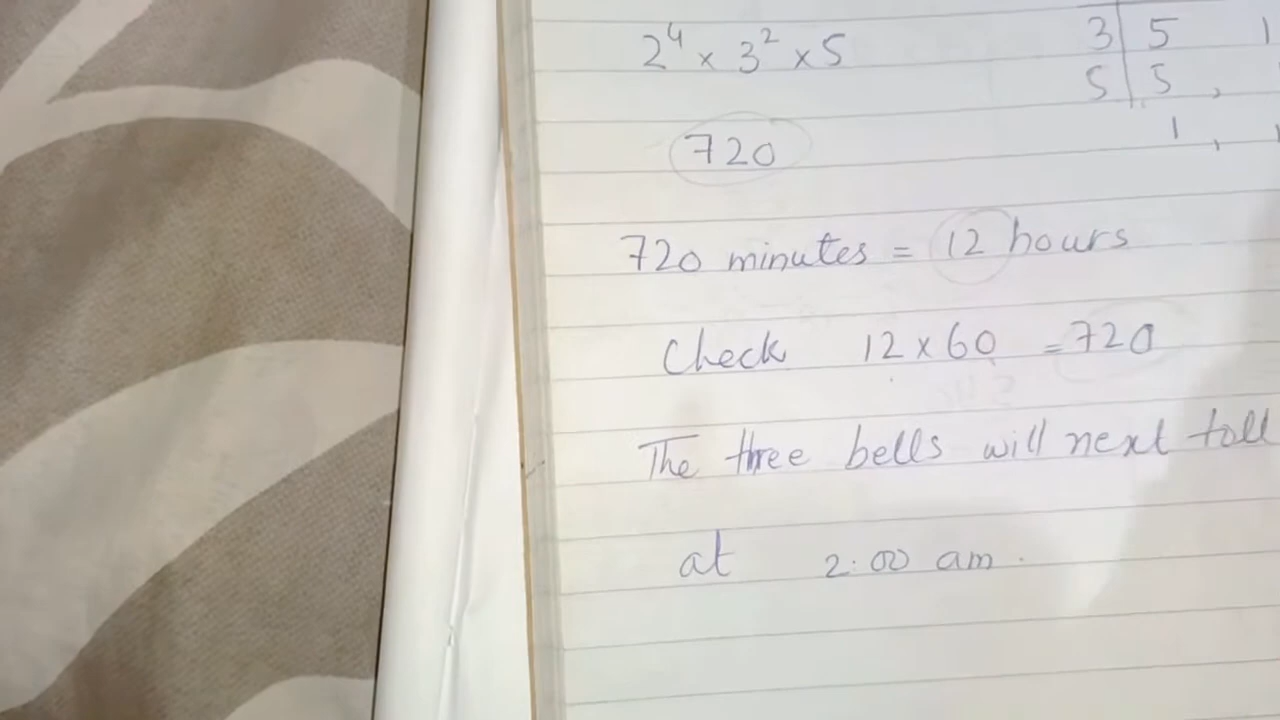 2⁴ × 3² × 5
3 | 5 1
5 | 5 ,
1 ,
720
720 minutes = 12 hours
Check 12 × 60 = 720
The three bells will next toll
at 2:00 am.